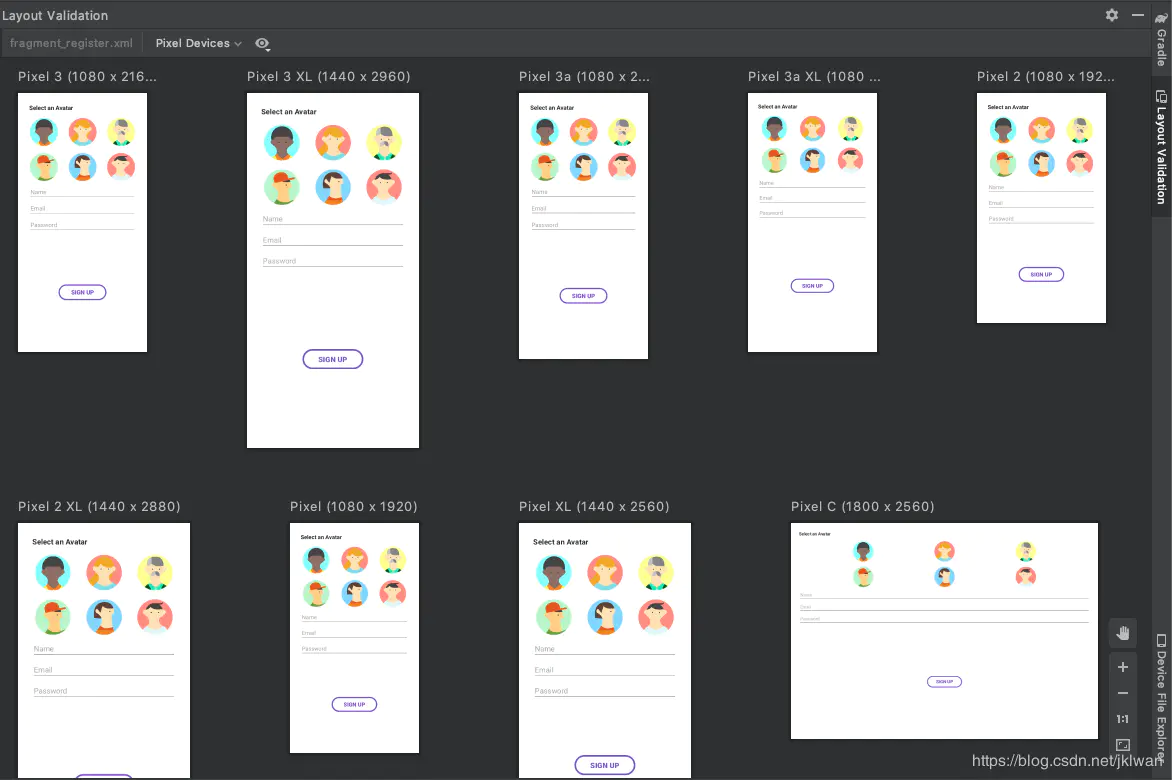 Layout Validation
fragment_register.xml
Pixel Devices
Gradle
Layout Validation
Device File Explorer
Pixel 3 (1080 x 216...
Select an Avatar
Name
Email
Password
SIGN UP
Pixel 3 XL (1440 x 2960)
Select an Avatar
Name
Email
Password
SIGN UP
Pixel 3a (1080 x 2...
Select an Avatar
Name
Email
Password
SIGN UP
Pixel 3a XL (1080 ...
Select an Avatar
Name
Email
Password
SIGN UP
Pixel 2 (1080 x 192...
Select an Avatar
Name
Email
Password
SIGN UP
Pixel 2 XL (1440 x 2880)
Select an Avatar
Name
Email
Password
Pixel (1080 x 1920)
Select an Avatar
Name
Email
Password
SIGN UP
Pixel XL (1440 x 2560)
Select an Avatar
Name
Email
Password
SIGN UP
Pixel C (1800 x 2560)
Select an Avatar
Name
Email
Password
SIGN UP
1:1
https://blog.csdn.net/jklwan